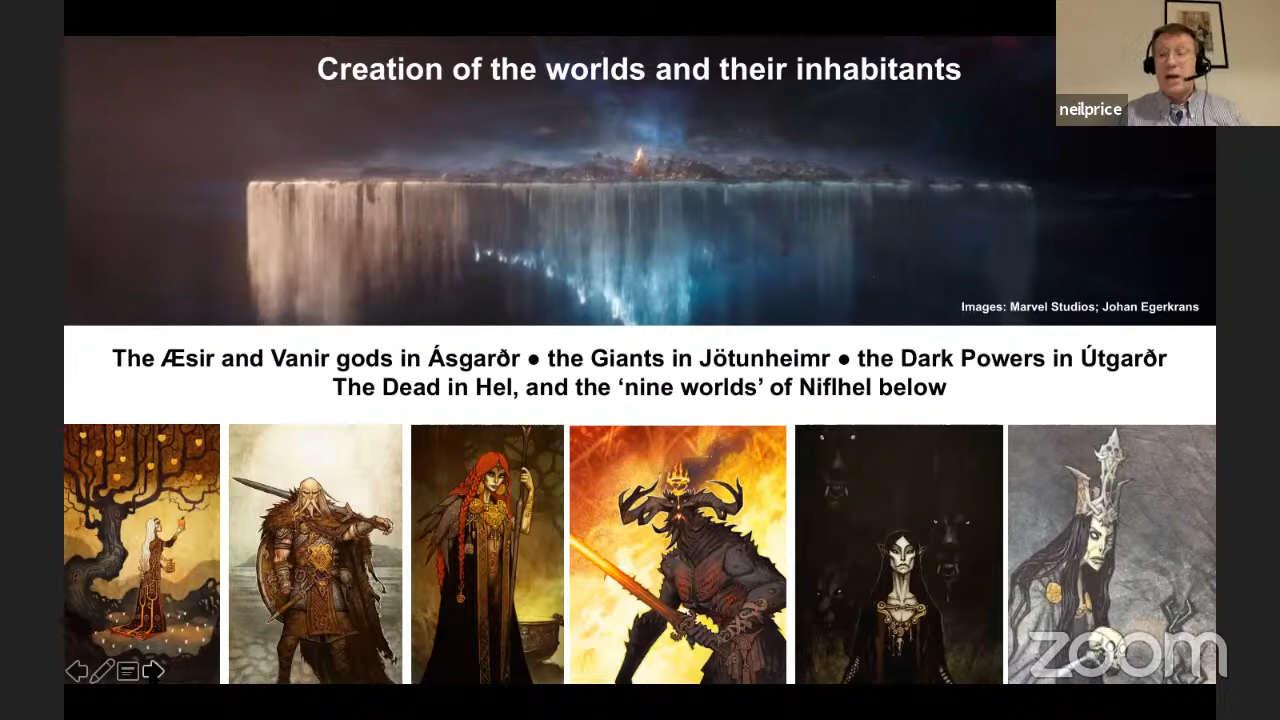 Creation of the worlds and their inhabitants
neilprice
Images: Marvel Studios; Johan Egerkrans
The Æsir and Vanir gods in Ásgarðr ● the Giants in Jötunheimr ● the Dark Powers in Útgarðr
The Dead in Hel, and the ‘nine worlds’ of Niflhel below
zoom